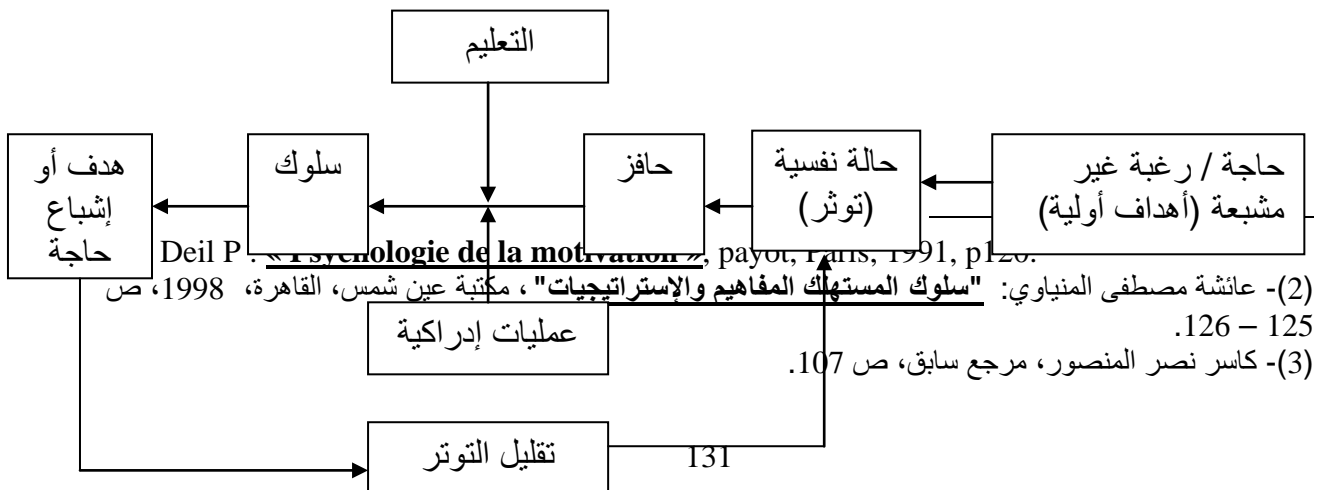 التعليم
حاجة / رغبة غير
مشبعة (أهداف أولية)
حالة نفسية
(توثر)
حافز
سلوك
هدف أو
إشباع
حاجة
Deil P : « Psychologie de la motivation », payot, Paris, 1991, p120.
(2)- عائشة مصطفى المنياوي: "سلوك المستهلك المفاهيم والإستراتيجيات" ، مكتبة عين شمس، القاهرة، 1998، ص
125 – 126.
عمليات إدراكية
(3)- كاسر نصر المنصور، مرجع سابق، ص 107.
تقليل التوتر
131